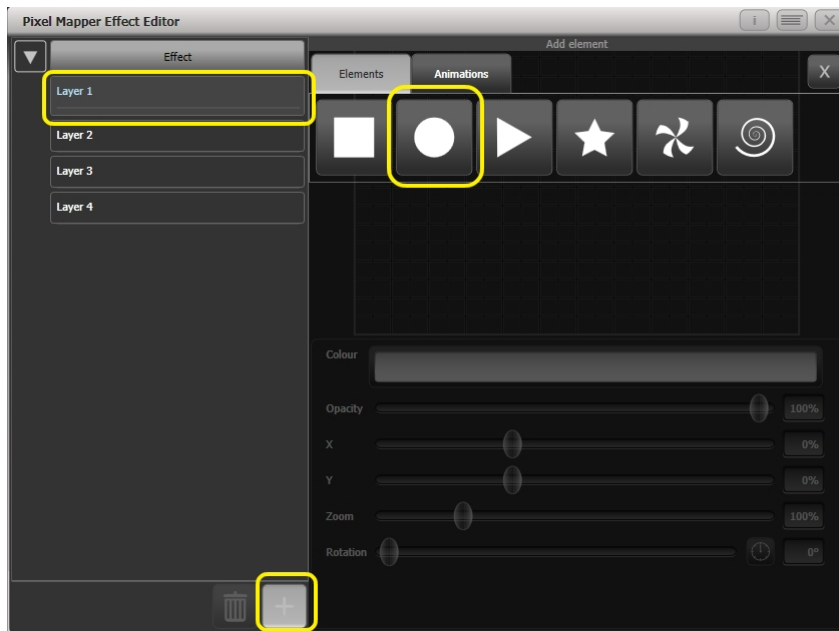 Pixel Mapper Effect Editor
i
X
Add element
Effect
Elements
Animations
X
Layer 1
Layer 2
Layer 3
Layer 4
Colour
Opacity
100%
X
0%
Y
0%
Zoom
100%
Rotation
0°
+